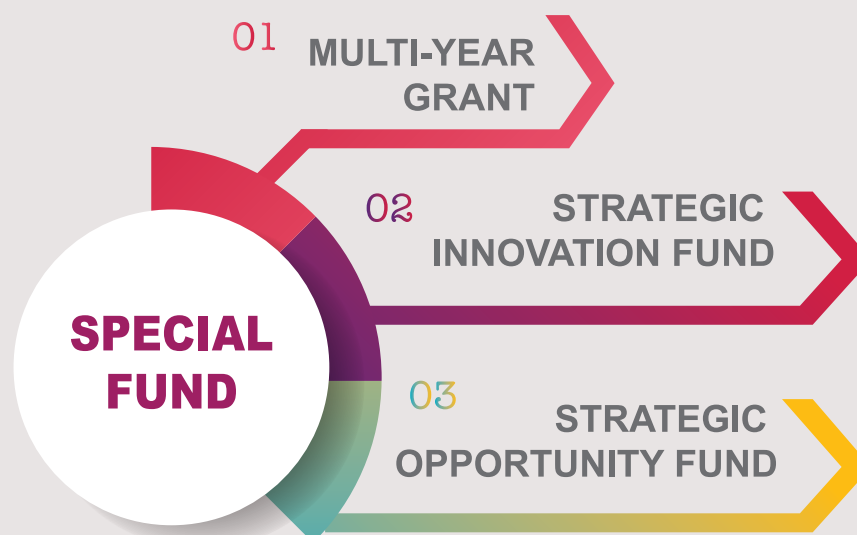 01
MULTI-YEAR
GRANT
02
STRATEGIC
INNOVATION FUND
SPECIAL
FUND
03
STRATEGIC
OPPORTUNITY FUND